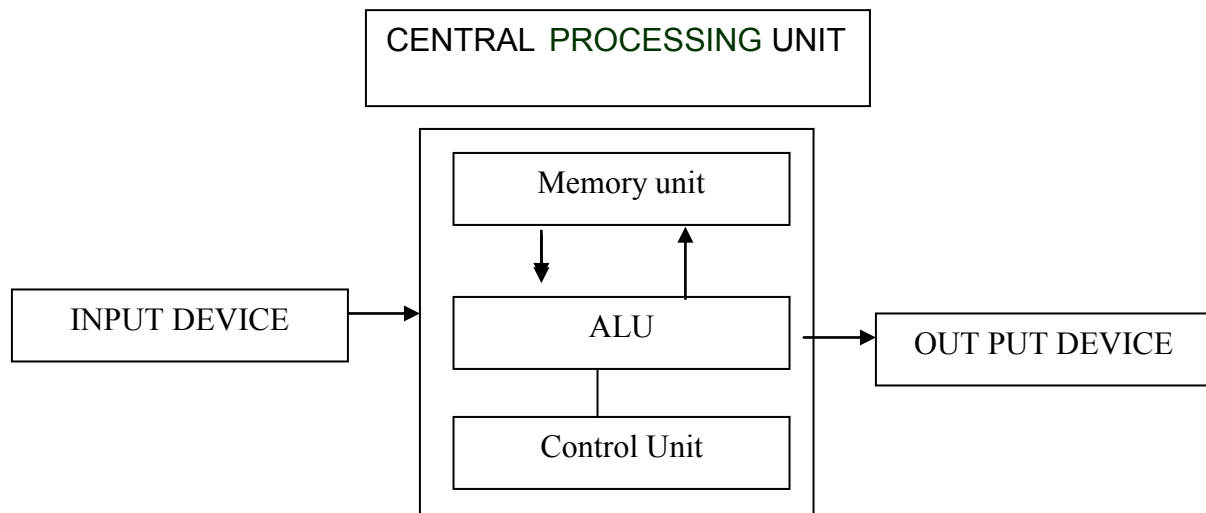 CENTRAL PROCESSING UNIT
Memory unit
INPUT DEVICE
ALU
OUT PUT DEVICE
Control Unit